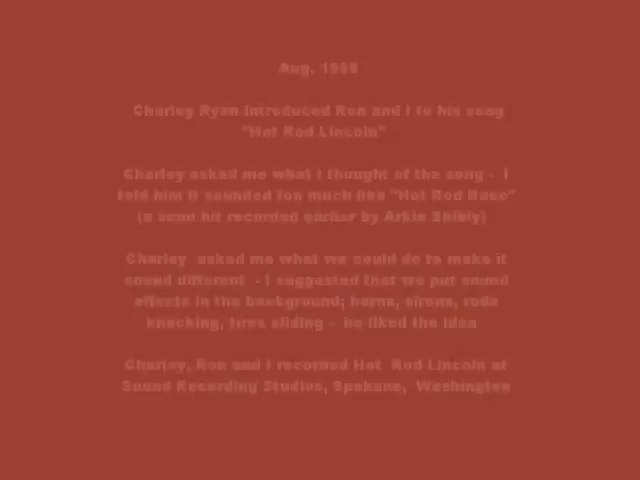 Aug.
Charley Ryan introduced Ron and I to his song
"Hot Rod Lincoln"
Charley asked me what I thought of the song - I
told him it sounded too much like "Hot Rod Race"
(a song hit recorded earlier by Arkie Shibly)
Charley asked me what we could do to make it
sound different - I suggested that we put sound
effects in the background; horns, sirens, rods
knocking, tires sliding - he liked the idea
Charley, Ron and I recorded Hot Rod Lincoln at
Sound Recording Studios, Spokane, Washington